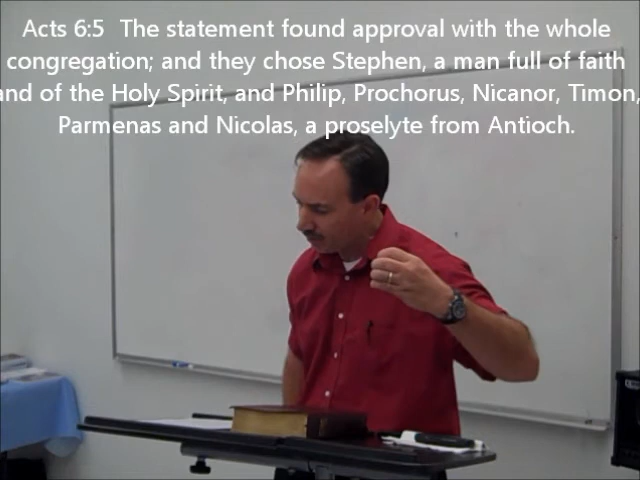 Acts 6:5  The statement found approval with the whole
congregation; and they chose Stephen, a man full of faith
and of the Holy Spirit, and Philip, Prochorus, Nicanor, Timon,
Parmenas and Nicolas, a proselyte from Antioch.